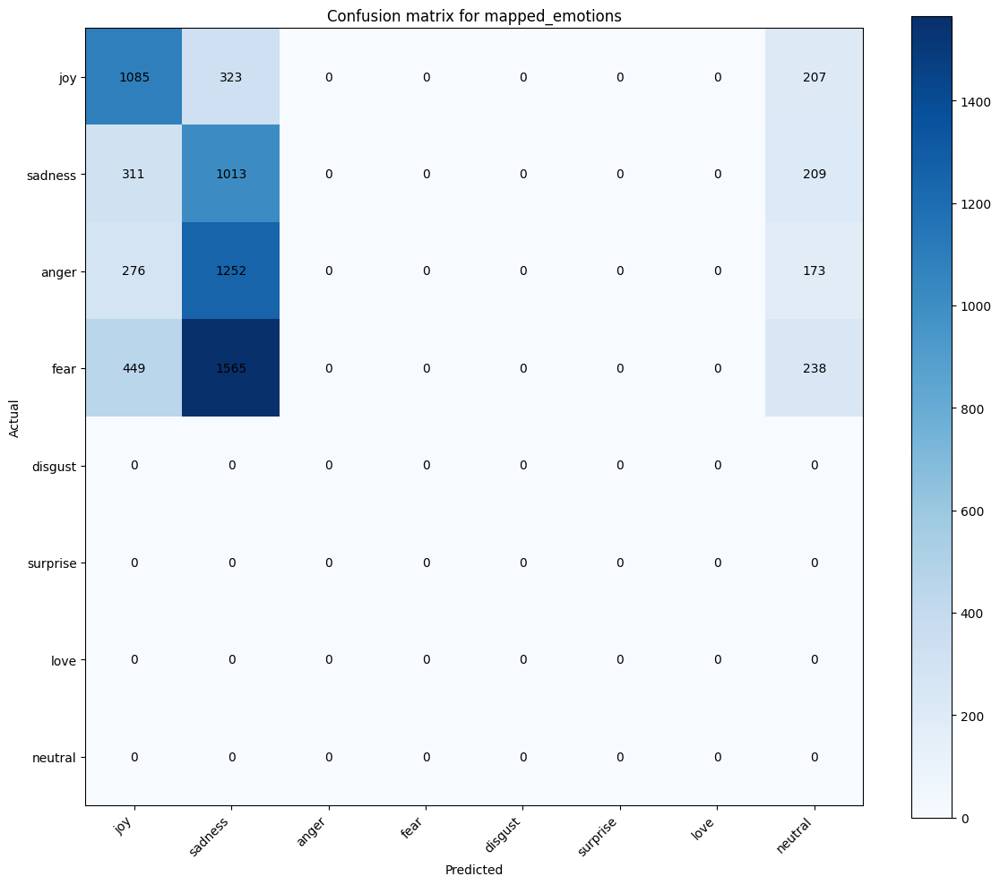 Confusion matrix for mapped_emotions
joy 1085 323 0 0 0 0 0 207
sadness 311 1013 0 0 0 0 0 209
anger 276 1252 0 0 0 0 0 173
fear 449 1565 0 0 0 0 0 238
disgust 0 0 0 0 0 0 0 0
surprise 0 0 0 0 0 0 0 0
love 0 0 0 0 0 0 0 0
neutral 0 0 0 0 0 0 0 0
Actual
joy sadness anger fear disgust surprise love neutral
Predicted
1400
1200
1000
800
600
400
200
0